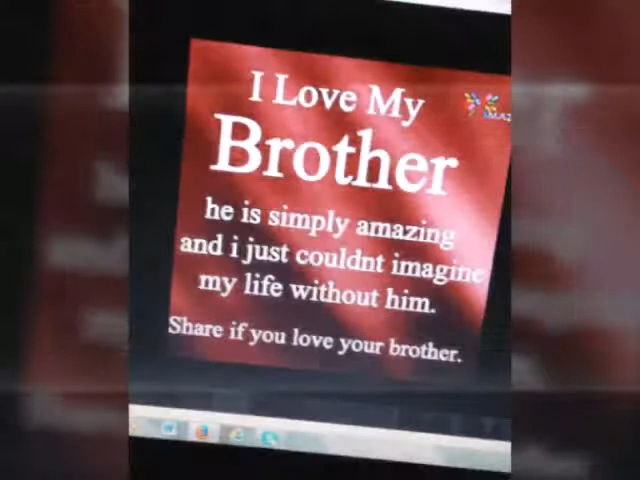 I Love My
Brother
he is simply amazing
and i just couldnt imagine
my life without him.
Share if you love your brother.